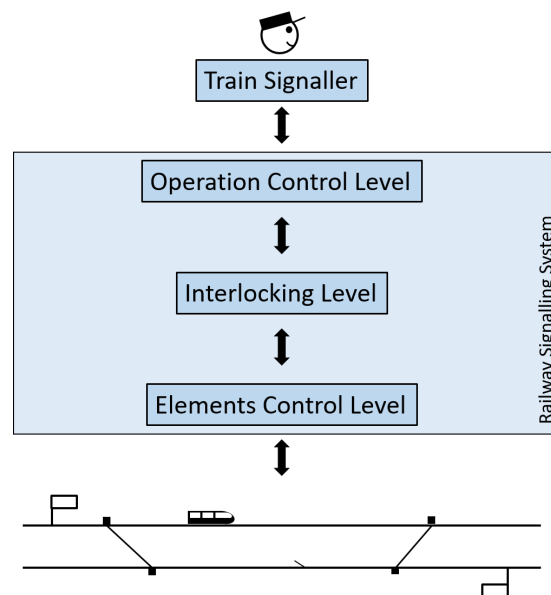 Train Signaller
Operation Control Level
Interlocking Level
Elements Control Level
Railway Signalling System